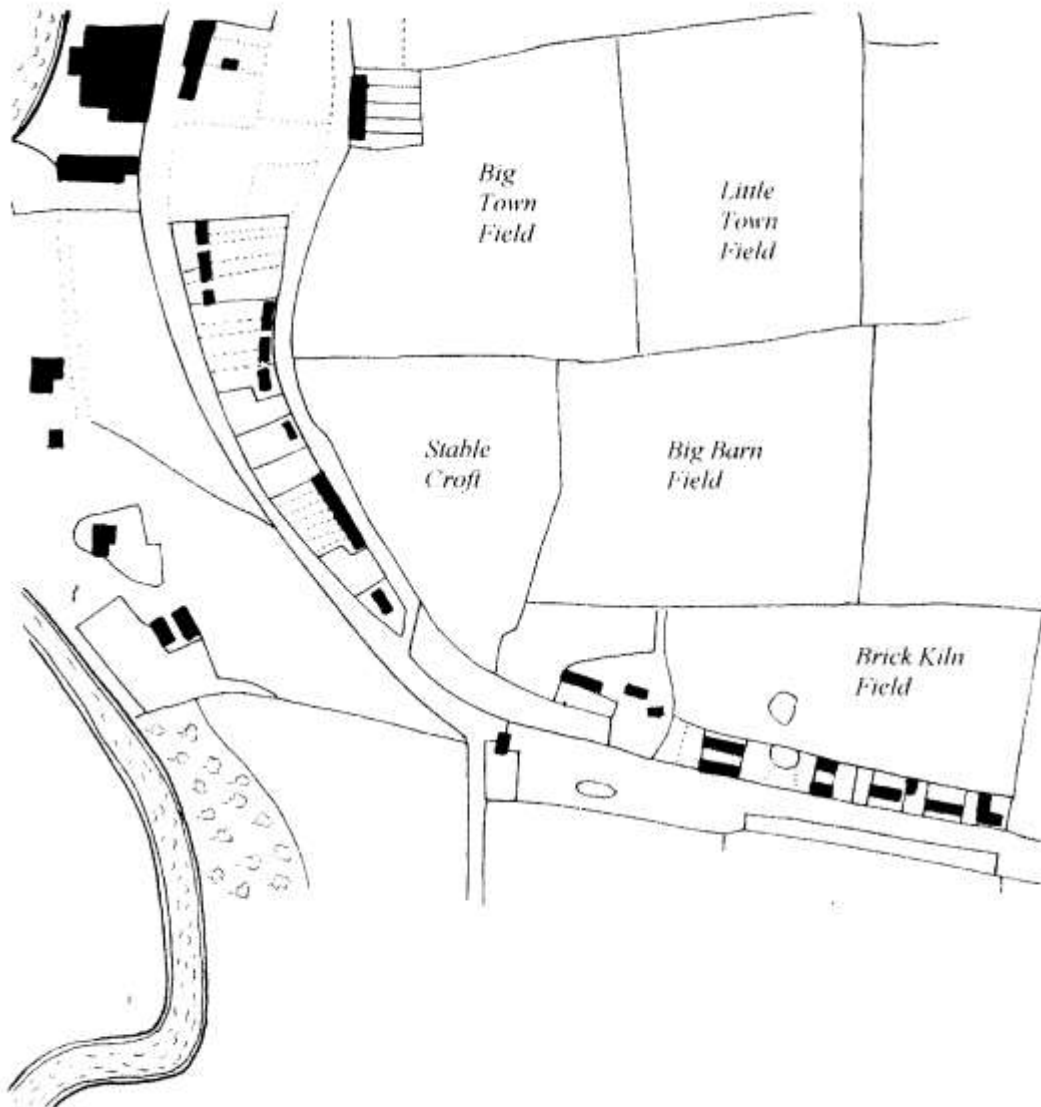 Big
Town
Field
Little
Town
Field
Stable
Croft
Big Barn
Field
Brick Kiln
Field